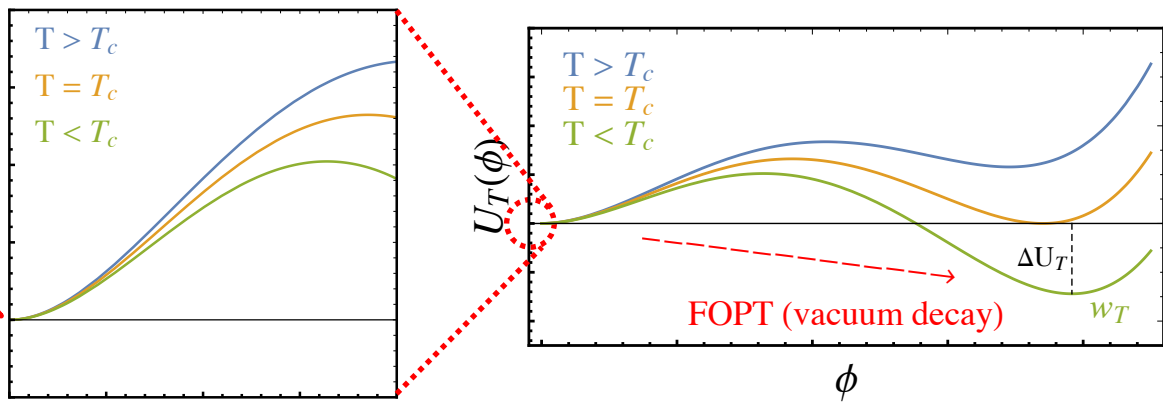 T > T_c
T = T_c
T < T_c
U_T(ϕ)
T > T_c
T = T_c
T < T_c
ΔU_T
FOPT (vacuum decay)
w_T
ϕ